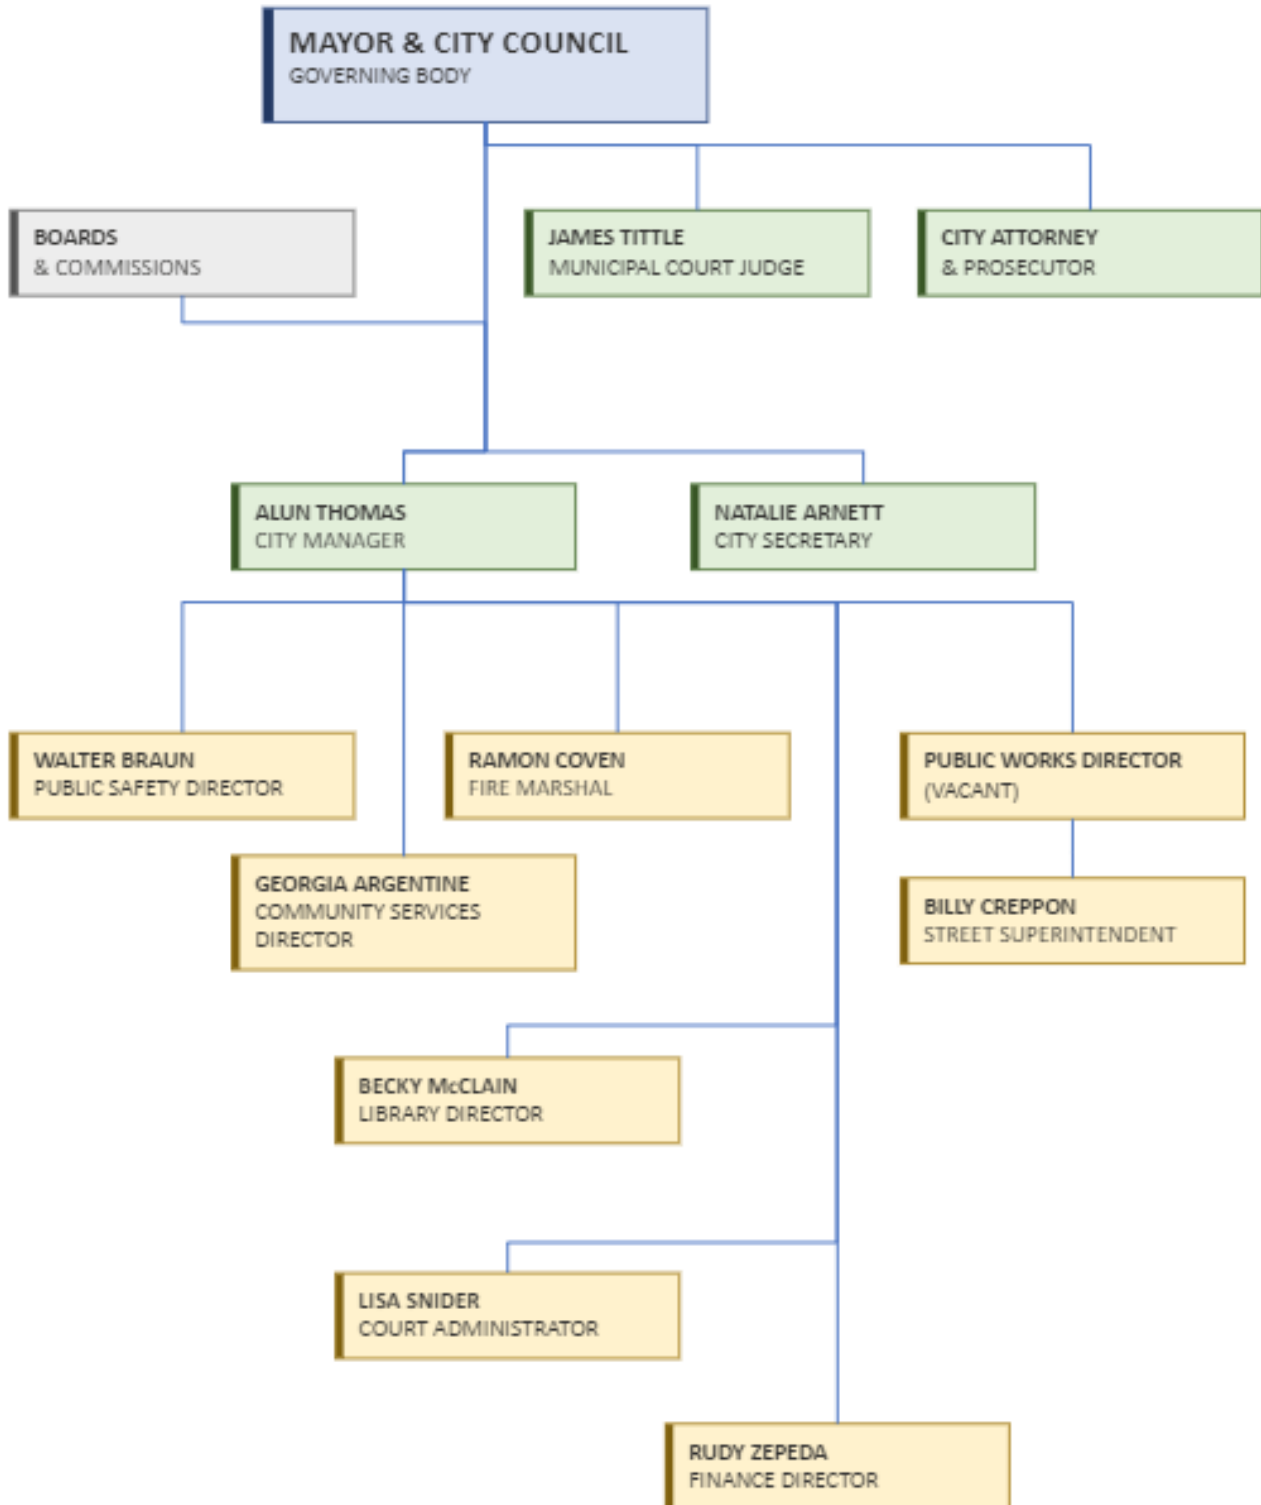 MAYOR & CITY COUNCIL
GOVERNING BODY
BOARDS
& COMMISSIONS
JAMES TITTLE
MUNICIPAL COURT JUDGE
CITY ATTORNEY
& PROSECUTOR
ALUN THOMAS
CITY MANAGER
NATALIE ARNETT
CITY SECRETARY
WALTER BRAUN
PUBLIC SAFETY DIRECTOR
RAMON COVEN
FIRE MARSHAL
PUBLIC WORKS DIRECTOR
(VACANT)
GEORGIA ARGENTINE
COMMUNITY SERVICES
DIRECTOR
BILLY CREPPON
STREET SUPERINTENDENT
BECKY McCLAIN
LIBRARY DIRECTOR
LISA SNIDER
COURT ADMINISTRATOR
RUDY ZEPEDA
FINANCE DIRECTOR